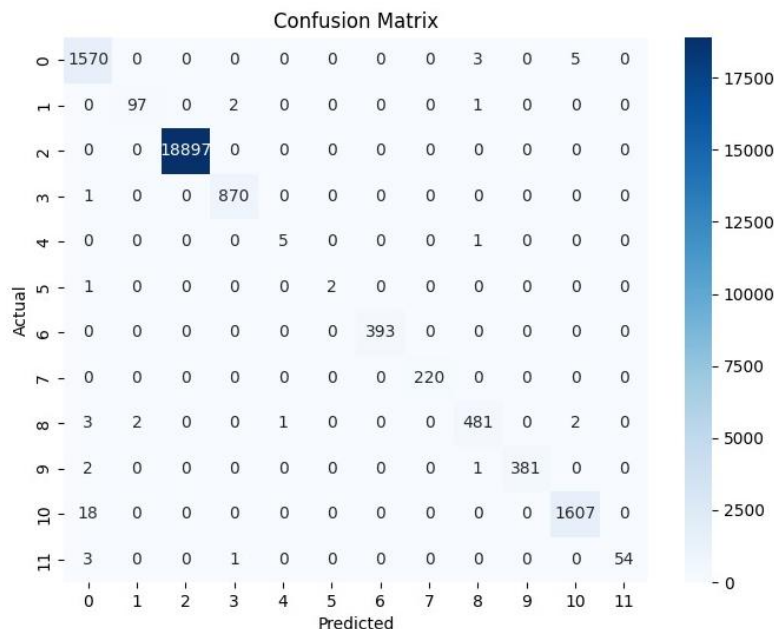 Confusion Matrix
0 1570 0 0 0 0 0 0 0 3 0 5 0
1 0 97 0 2 0 0 0 0 1 0 0 0
2 0 0 18897 0 0 0 0 0 0 0 0 0
3 1 0 0 870 0 0 0 0 0 0 0 0
4 0 0 0 0 5 0 0 0 1 0 0 0
5 1 0 0 0 0 2 0 0 0 0 0 0
6 0 0 0 0 0 0 393 0 0 0 0 0
7 0 0 0 0 0 0 0 220 0 0 0 0
8 3 2 0 0 1 0 0 0 481 0 2 0
9 2 0 0 0 0 0 0 0 1 381 0 0
10 18 0 0 0 0 0 0 0 0 0 1607 0
11 3 0 0 1 0 0 0 0 0 0 0 54
0 1 2 3 4 5 6 7 8 9 10 11
Predicted
Actual
17500
15000
12500
10000
7500
5000
2500
0